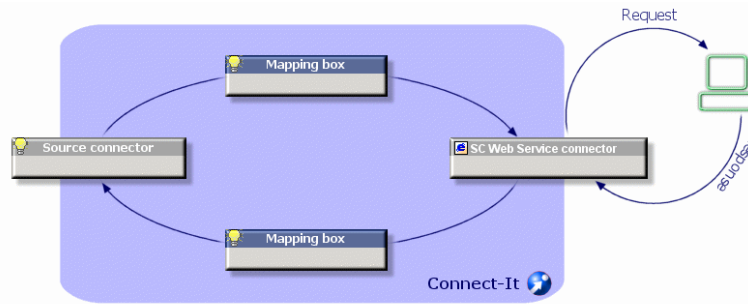 Request
Mapping box
Source connector
SC Web Service connector
Response
Mapping box
Connect-It